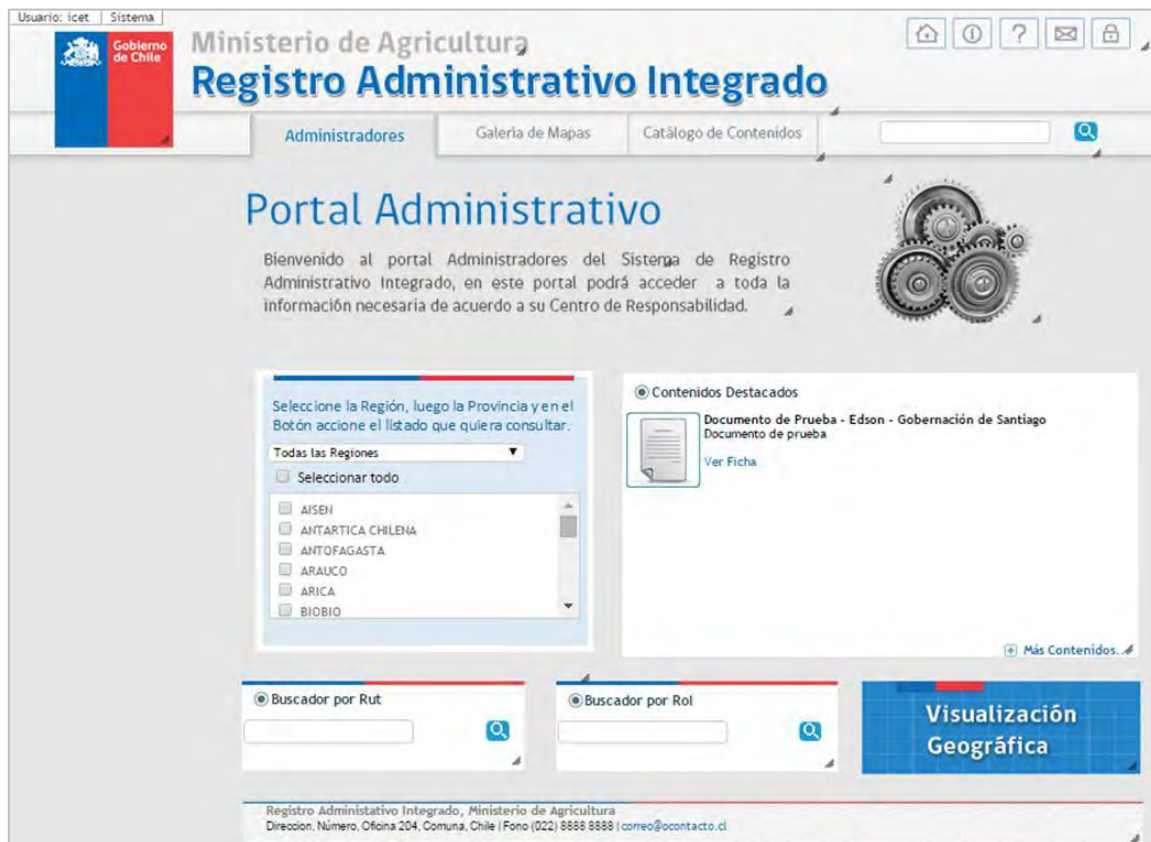 Usuario: icet Sistema
Gobierno
de Chile
Ministerio de Agricultura
Registro Administrativo Integrado
Administradores Galería de Mapas Catálogo de Contenidos
Portal Administrativo
Bienvenido al portal Administradores del Sistema de Registro
Administrativo Integrado, en este portal podrá acceder a toda la
información necesaria de acuerdo a su Centro de Responsabilidad.
Seleccione la Región, luego la Provincia y en el
Botón accione el listado que quiera consultar.
Todas las Regiones
Seleccionar todo
AISEN
ANTARTICA CHILENA
ANTOFAGASTA
ARAUCO
ARICA
BIOBIO
Contenidos Destacados
Documento de Prueba - Edson - Gobernación de Santiago
Documento de prueba
Ver Ficha
Más Contenidos..
Buscador por Rut
Buscador por Rol
Visualización
Geográfica
Registro Administativo Integrado, Ministerio de Agricultura
Direccion, Número, Oficina 204, Comuna, Chile | Fono (022) 8888 8888 | correo@ocontacto.cl